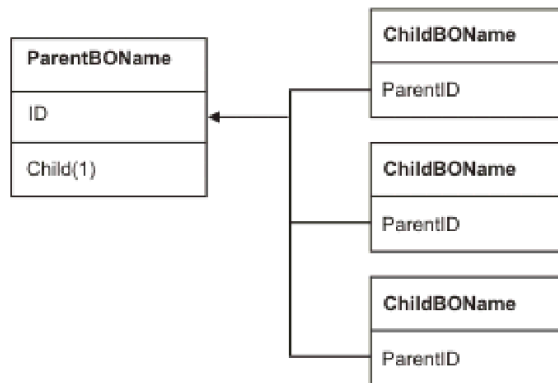 ParentBOName
ID
Child(1)
ChildBOName
ParentID
ChildBOName
ParentID
ChildBOName
ParentID